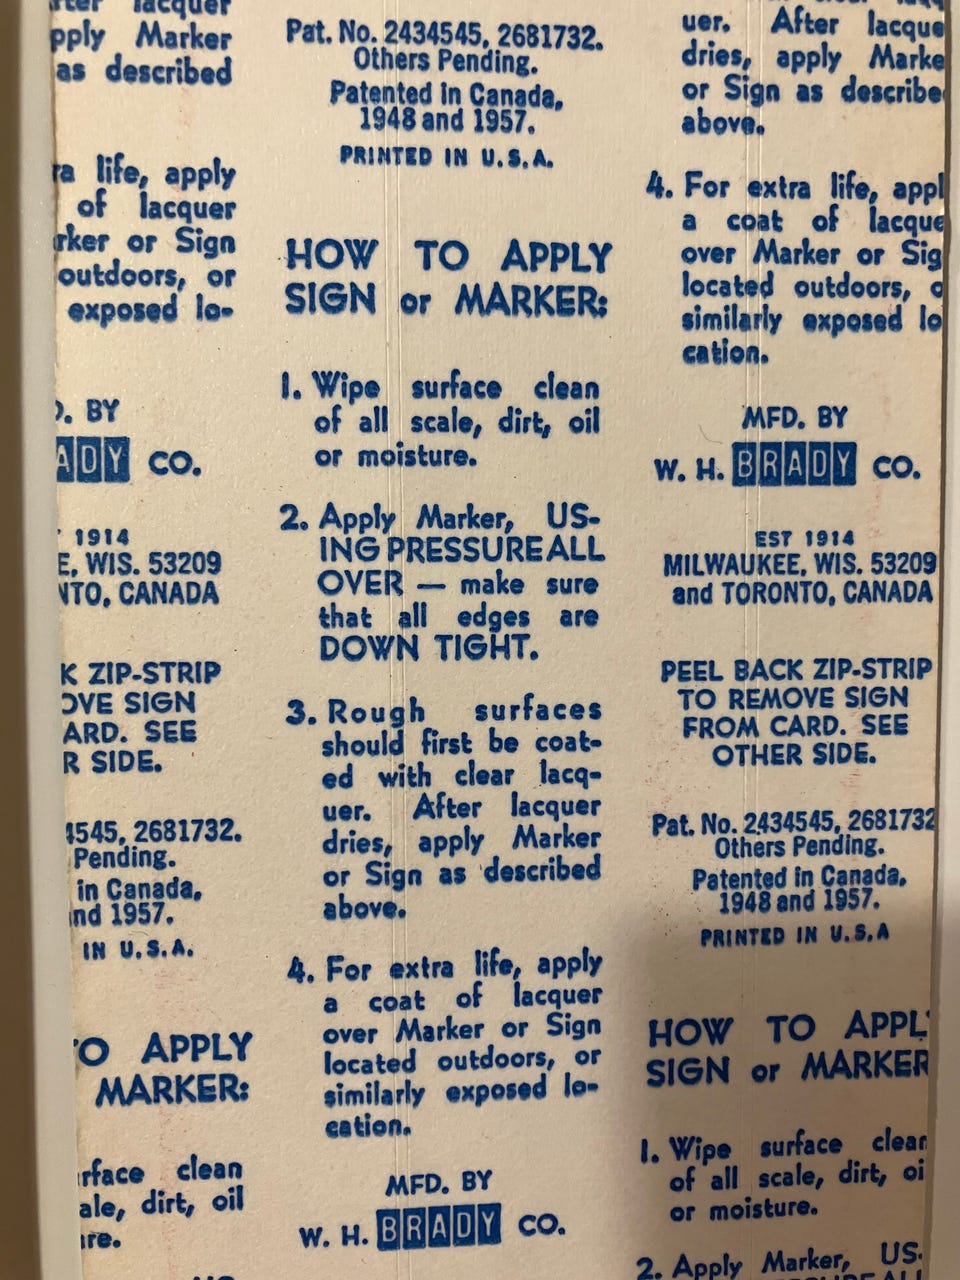 rter lacquer
pply Marker
as described
ra life, apply
of lacquer
rker or Sign
outdoors, or
exposed lo-
D. BY
ADY CO.
1914
E, WIS. 53209
NTO, CANADA
K ZIP-STRIP
OVE SIGN
ARD. SEE
R SIDE.
4545, 2681732.
Pending.
in Canada,
nd 1957.
IN U.S.A.
TO APPLY
MARKER:
rface clean
ale, dirt, oil
ure.
Pat. No. 2434545, 2681732.
Others Pending.
Patented in Canada,
1948 and 1957.
PRINTED IN U.S.A.
HOW TO APPLY
SIGN or MARKER:
1. Wipe surface clean
of all scale, dirt, oil
or moisture.
2. Apply Marker, US-
ING PRESSURE ALL
OVER — make sure
that all edges are
DOWN TIGHT.
3. Rough surfaces
should first be coat-
ed with clear lacq-
uer. After lacquer
dries, apply Marker
or Sign as described
above.
4. For extra life, apply
a coat of lacquer
over Marker or Sign
located outdoors, or
similarly exposed lo-
cation.
MFD. BY
W. H. BRADY CO.
uer. After lacque
dries, apply Marke
or Sign as describe
above.
4. For extra life, appl
a coat of lacque
over Marker or Sig
located outdoors, o
similarly exposed lo
cation.
MFD. BY
W. H. BRADY CO.
EST 1914
MILWAUKEE, WIS. 53209
and TORONTO, CANADA
PEEL BACK ZIP-STRIP
TO REMOVE SIGN
FROM CARD. SEE
OTHER SIDE.
Pat. No. 2434545, 2681732
Others Pending.
Patented in Canada,
1948 and 1957.
PRINTED IN U.S.A
HOW TO APPL
SIGN or MARKER
1. Wipe surface clean
of all scale, dirt, oi
or moisture.
2. Apply Marker, US-